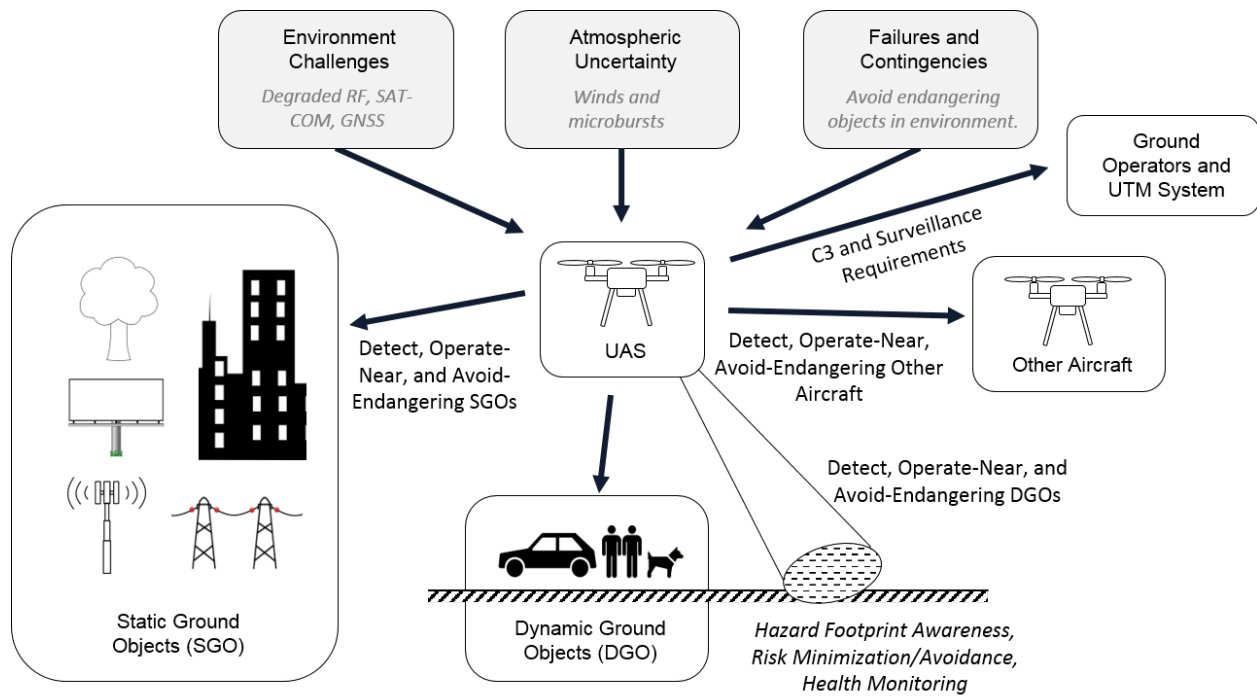 Environment
Challenges
Degraded RF, SAT-
COM, GNSS
Atmospheric
Uncertainty
Winds and
microbursts
Failures and
Contingencies
Avoid endangering
objects in environment.
Ground
Operators and
UTM System
C3 and Surveillance
Requirements
UAS
Other Aircraft
Detect, Operate-
Near, and Avoid-
Endangering SGOs
Detect, Operate-Near,
Avoid-Endangering Other
Aircraft
Detect, Operate-Near, and
Avoid-Endangering DGOs
Static Ground
Objects (SGO)
Dynamic Ground
Objects (DGO)
Hazard Footprint Awareness,
Risk Minimization/Avoidance,
Health Monitoring